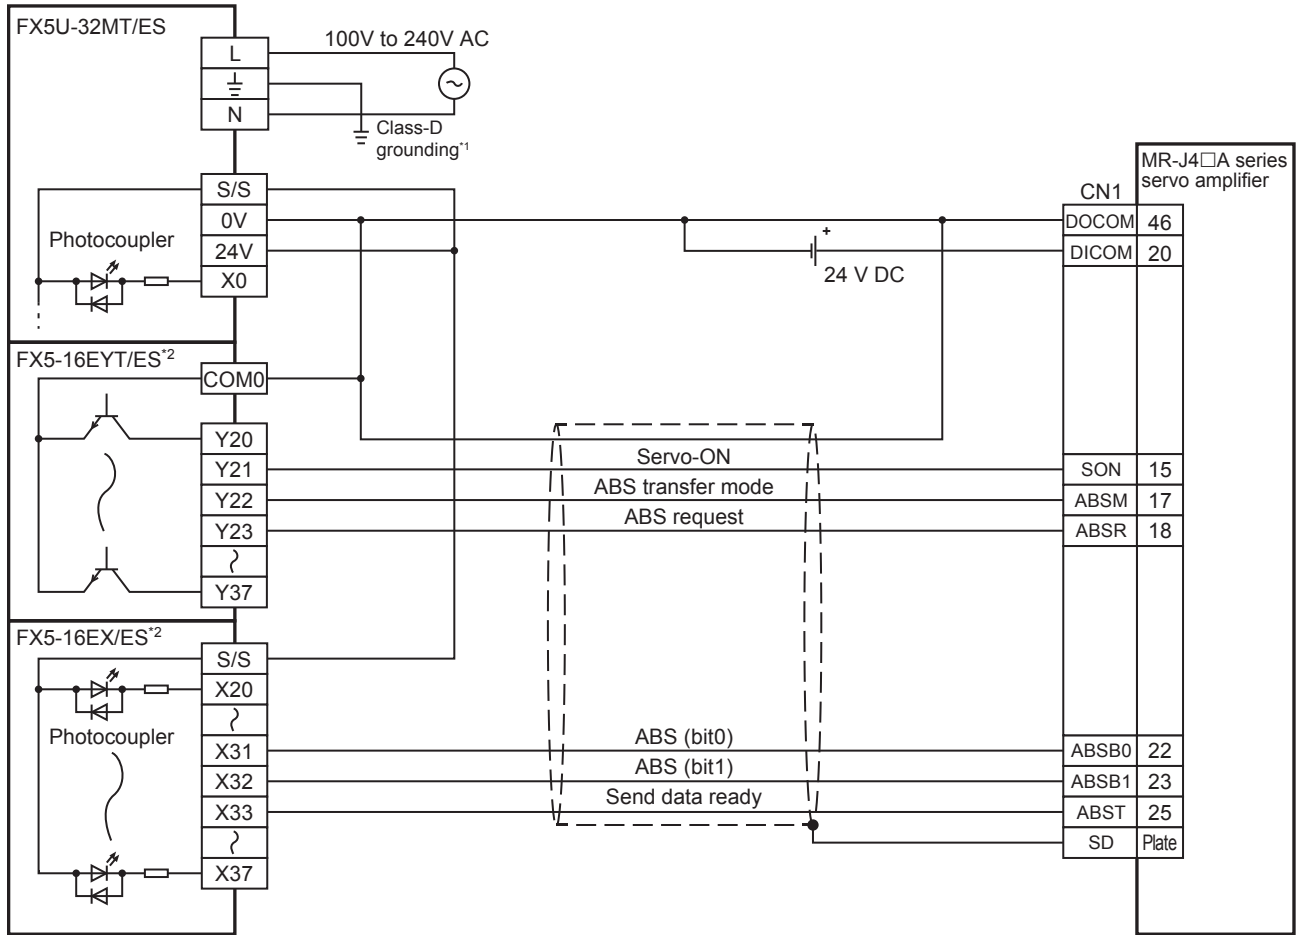 FX5U-32MT/ES
L
100V to 240V AC
N
Class-D
grounding*1
MR-J4□A series
servo amplifier
S/S
CN1
0V
DOCOM 46
Photocoupler
24V
+
24 V DC
DICOM 20
X0
FX5-16EYT/ES*2
COM0
Y20
Y21
Servo-ON
SON 15
Y22
ABS transfer mode
ABSM 17
Y23
ABS request
ABSR 18
Y37
FX5-16EX/ES*2
S/S
X20
Photocoupler
X31
ABS (bit0)
ABSB0 22
X32
ABS (bit1)
ABSB1 23
X33
Send data ready
ABST 25
SD Plate
X37